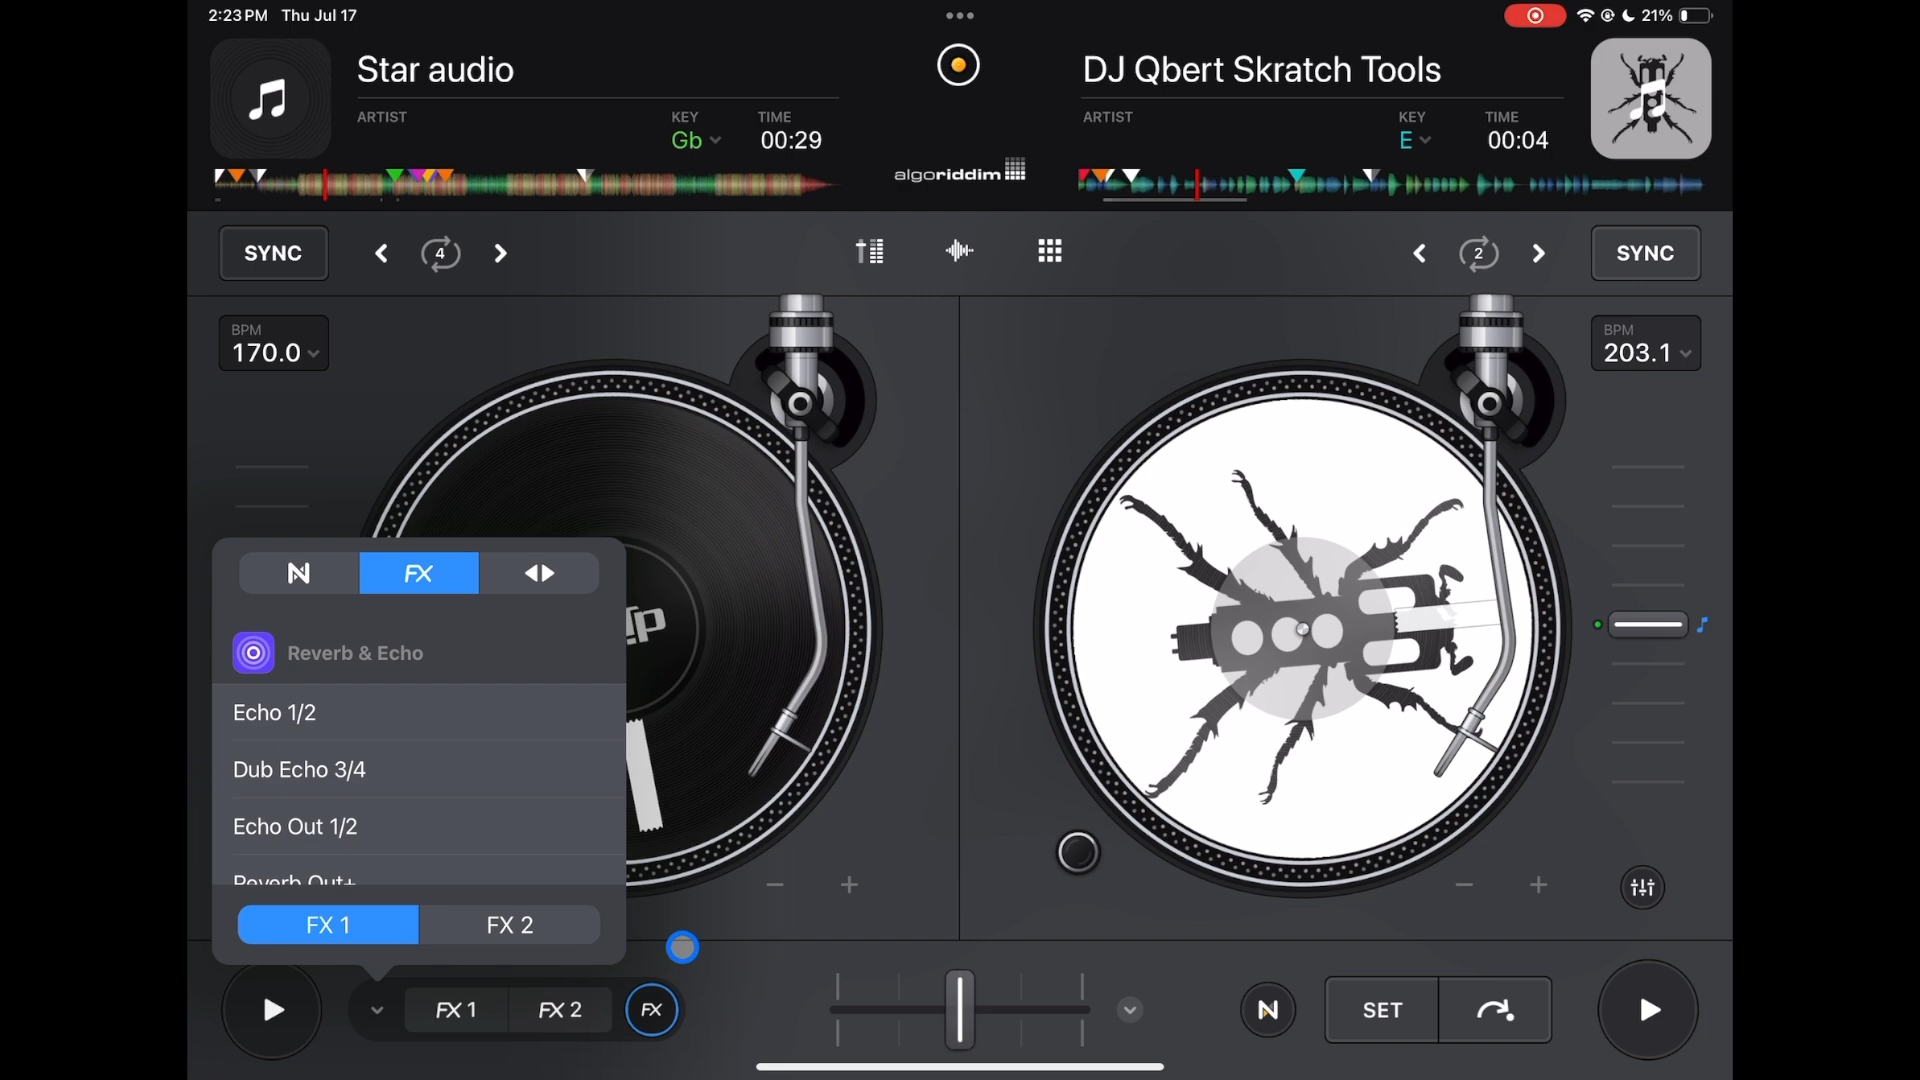 2:23 PM Thu Jul 17
21%
Star audio
DJ Qbert Skratch Tools
ARTIST KEY TIME
Gb 00:29
ARTIST KEY TIME
E 00:04
algoriddim
SYNC 4
2 SYNC
BPM
170.0
BPM
203.1
N FX
Reverb & Echo
Echo 1/2
Dub Echo 3/4
Echo Out 1/2
Reverb Out+
FX 1 FX 2
FX 1 FX 2 FX
N SET